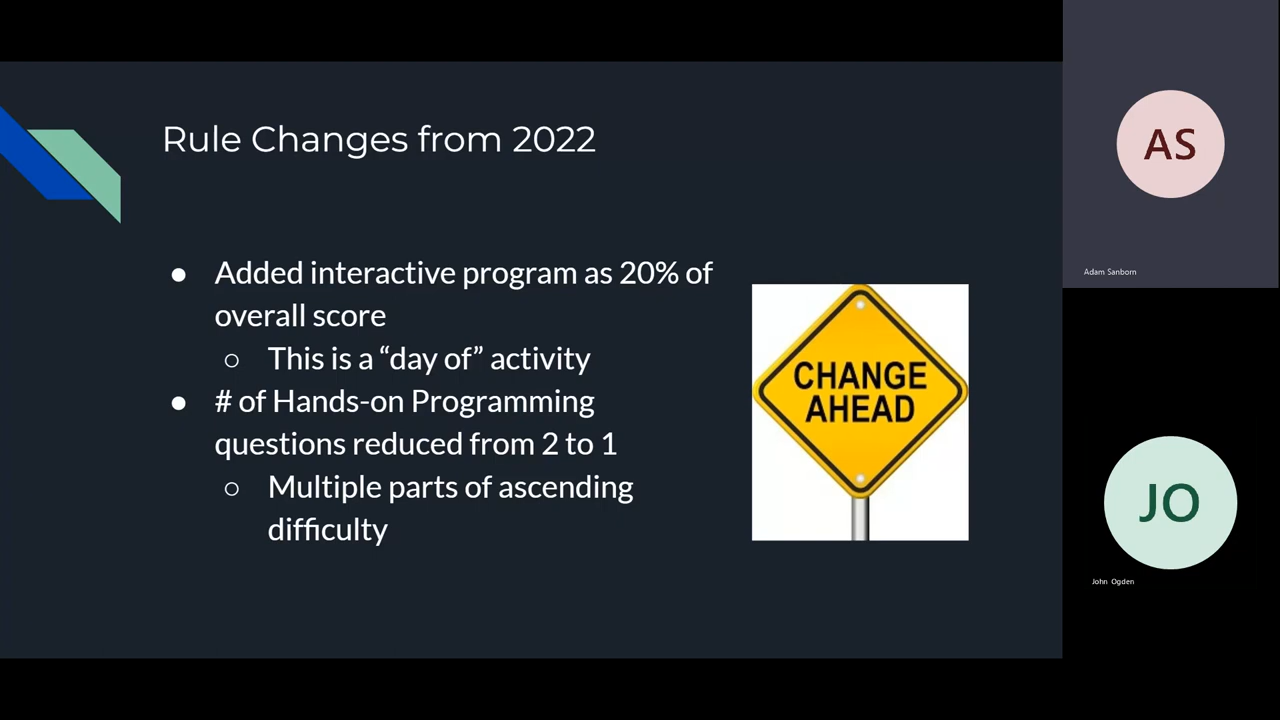 Rule Changes from 2022
● Added interactive program as 20% of
overall score
○ This is a “day of” activity
● # of Hands-on Programming
questions reduced from 2 to 1
○ Multiple parts of ascending
difficulty
CHANGE
AHEAD
AS
Adam Sanborn
JO
John Ogden